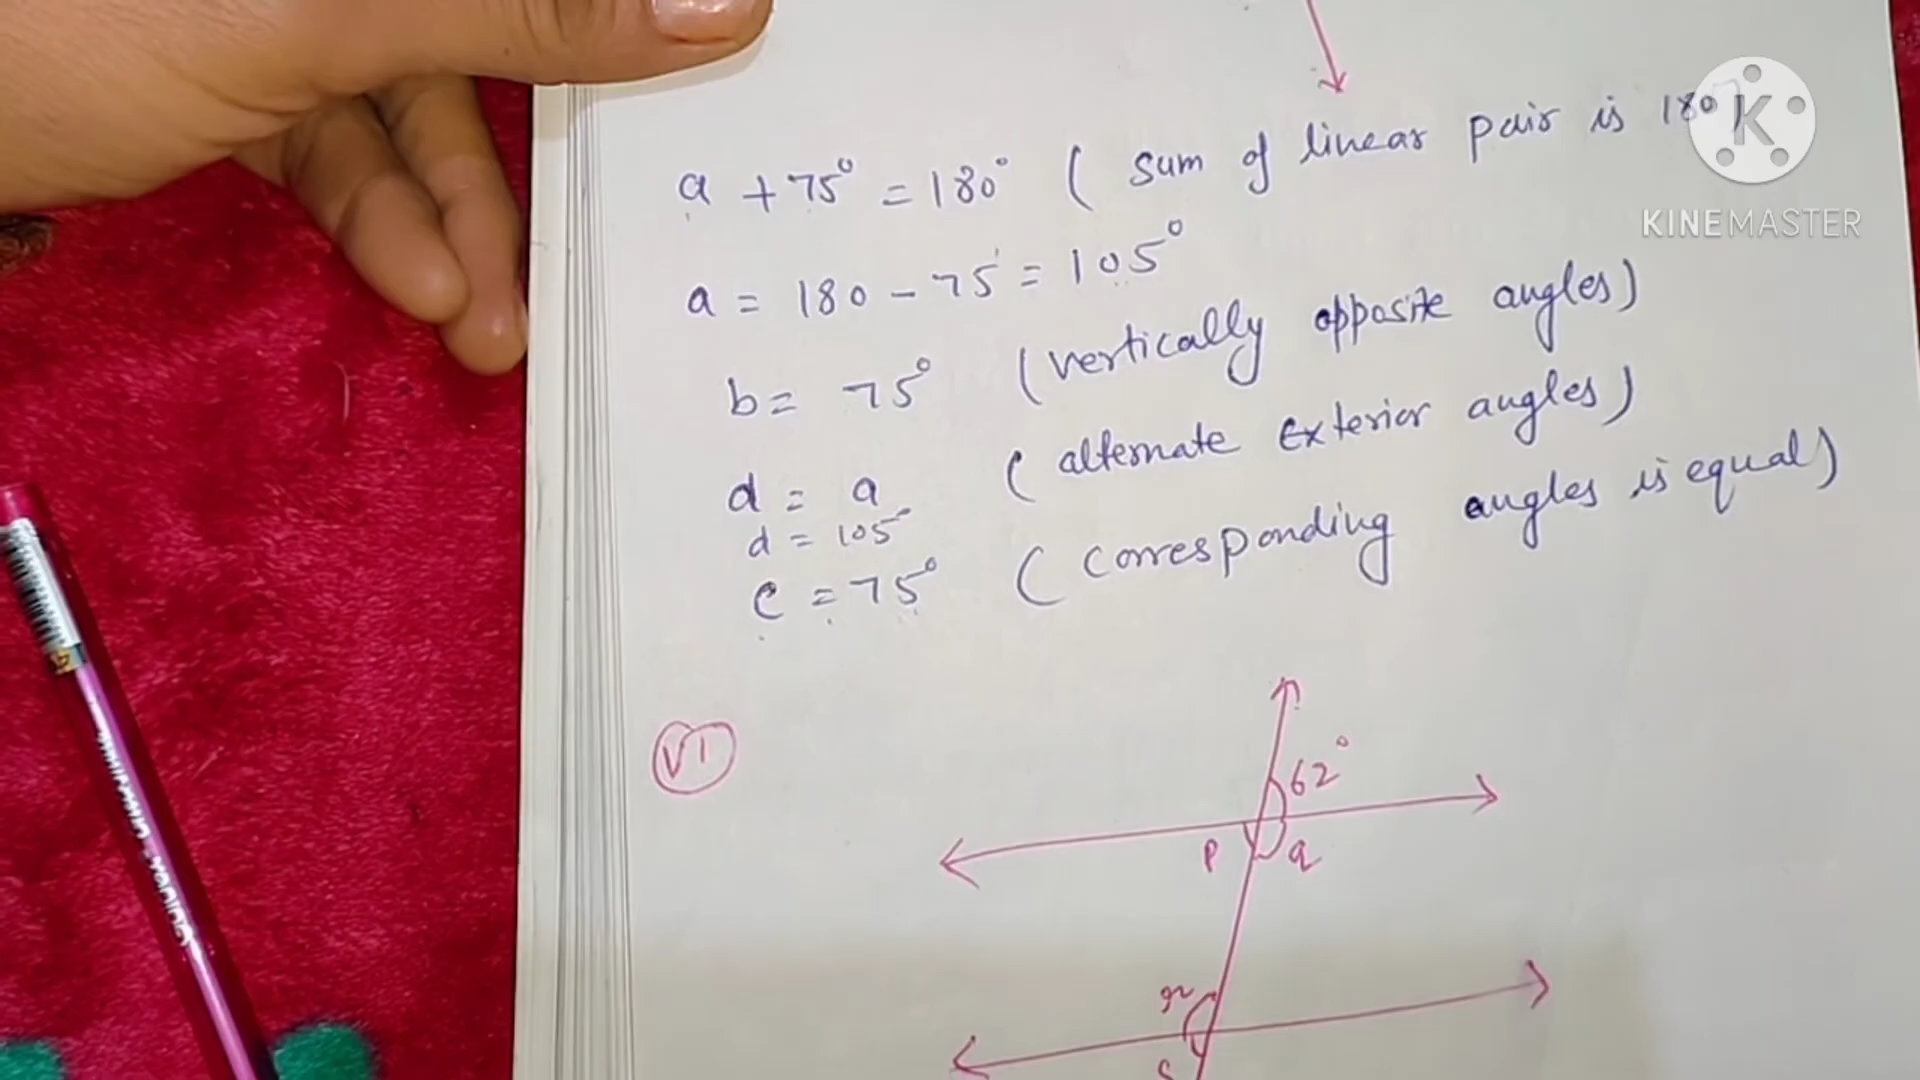 a + 75° = 180° ( sum of linear pair is 180°)
K
KINEMASTER
a = 180 - 75 = 105°
b = 75° (vertically opposite angles)
d = a ( alternate exterior angles)
d = 105°
c = 75° ( corresponding angles is equal)
VI
62°
P q
r
S